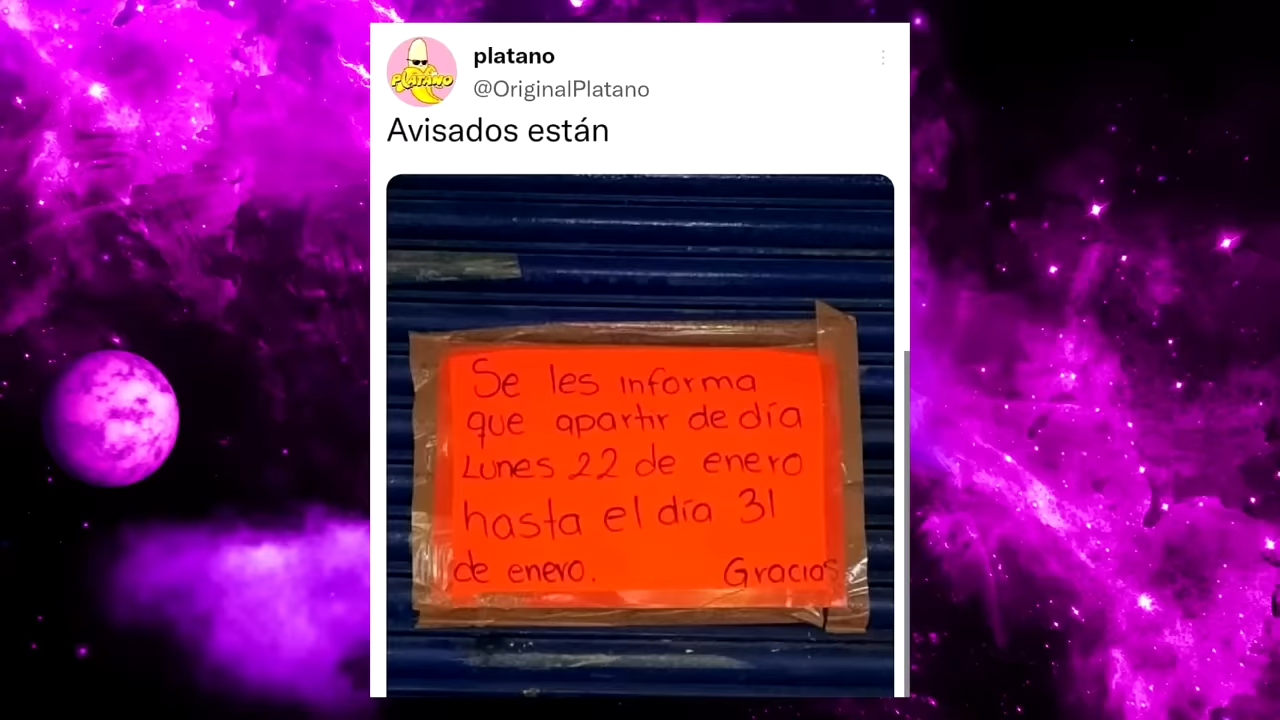 platano
@OriginalPlatano
PLATANO
Avisados están
Se les informa
que apartir de día
Lunes 22 de enero
hasta el día 31
de enero. Gracias